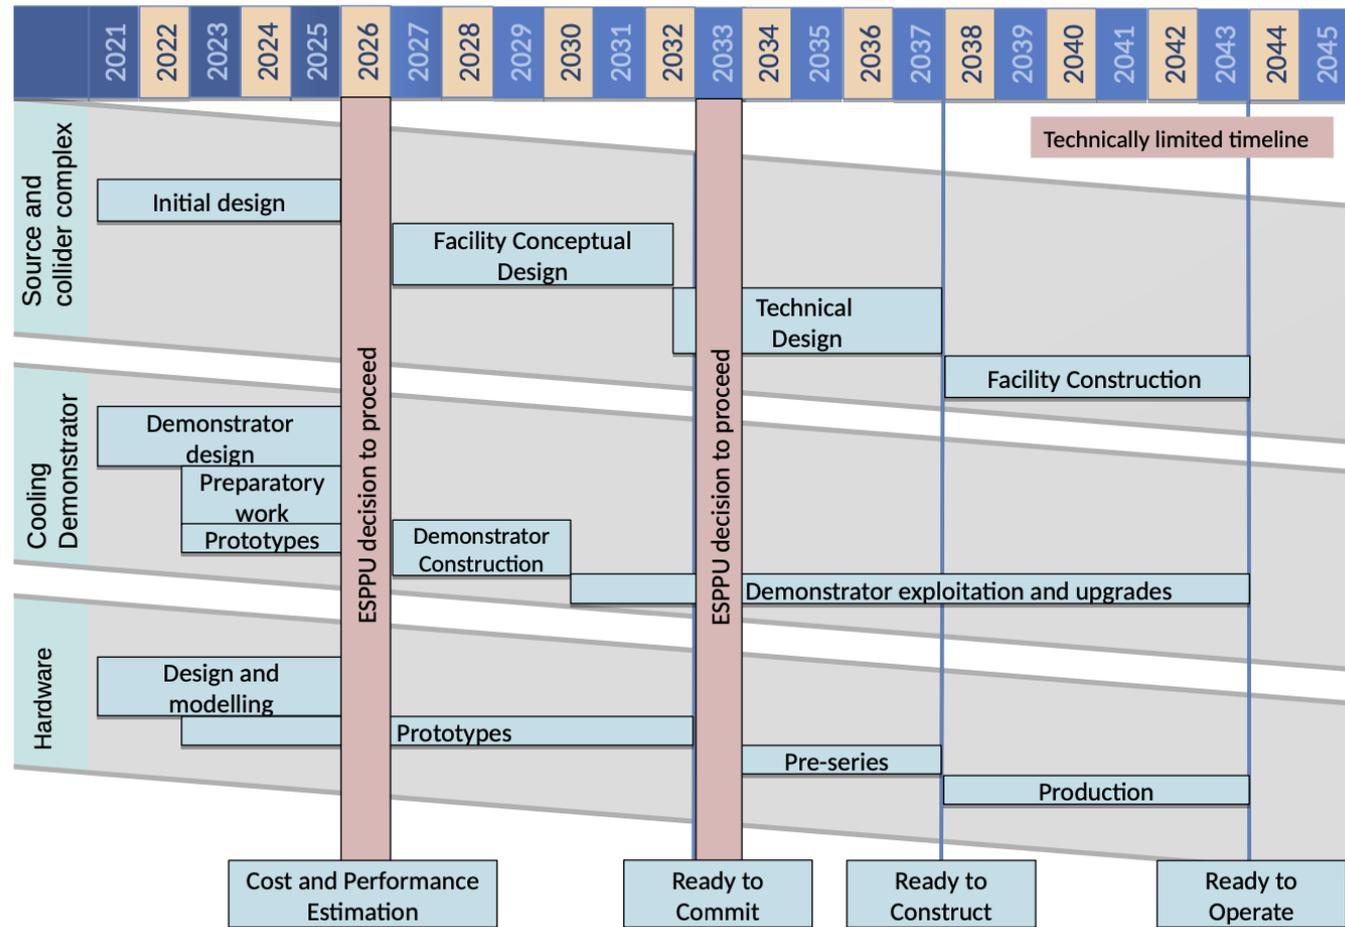 2021
2022
2023
2024
2025
2026
2027
2028
2029
2030
2031
2032
2033
2034
2035
2036
2037
2038
2039
2040
2041
2042
2043
2044
2045
Technically limited timeline
Source and
collider complex
Initial design
Facility Conceptual
Design
Technical
Design
Facility Construction
ESPPU decision to proceed
ESPPU decision to proceed
Cooling
Demonstrator
Demonstrator
design
Preparatory
work
Prototypes
Demonstrator
Construction
Demonstrator exploitation and upgrades
Hardware
Design and
modelling
Prototypes
Pre-series
Production
Cost and Performance
Estimation
Ready to
Commit
Ready to
Construct
Ready to
Operate